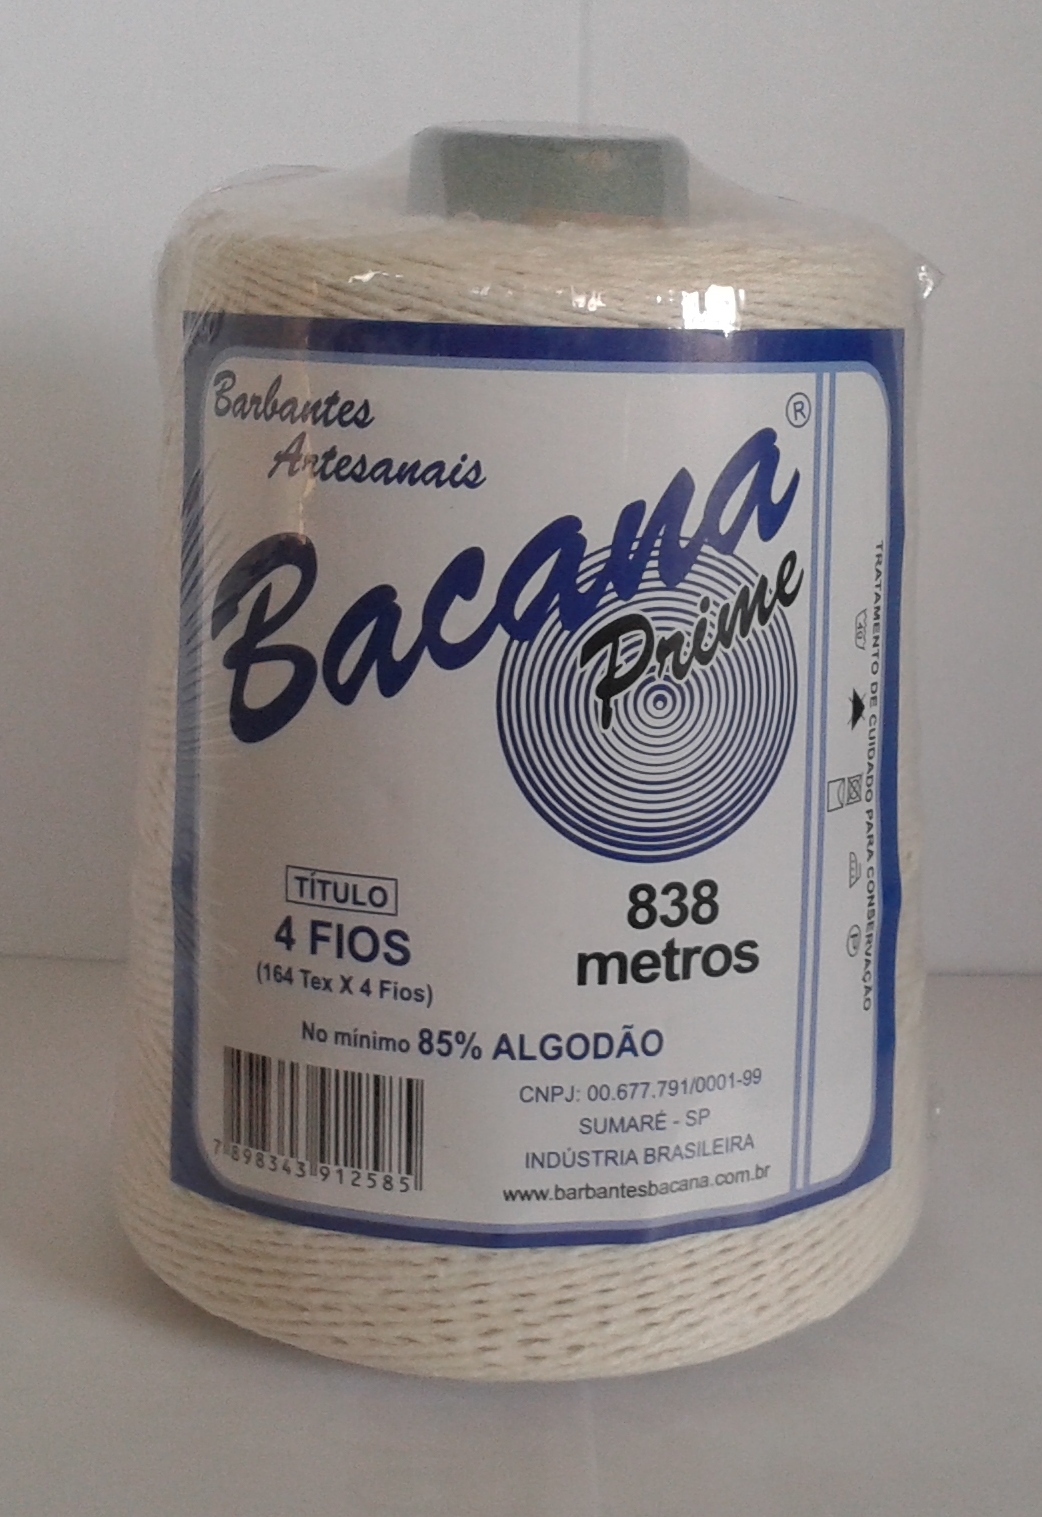 Barbantes
Artesanais
®
Bacana
Prime
TÍTULO
4 FIOS
(164 Tex X 4 Fios)
838
metros
No mínimo 85% ALGODÃO
7 898343 912585
CNPJ: 00.677.791/0001-99
SUMARÉ - SP
INDÚSTRIA BRASILEIRA
www.barbantesbacana.com.br
TRATAMENTO DE CUIDADO PARA CONSERVAÇÃO
40